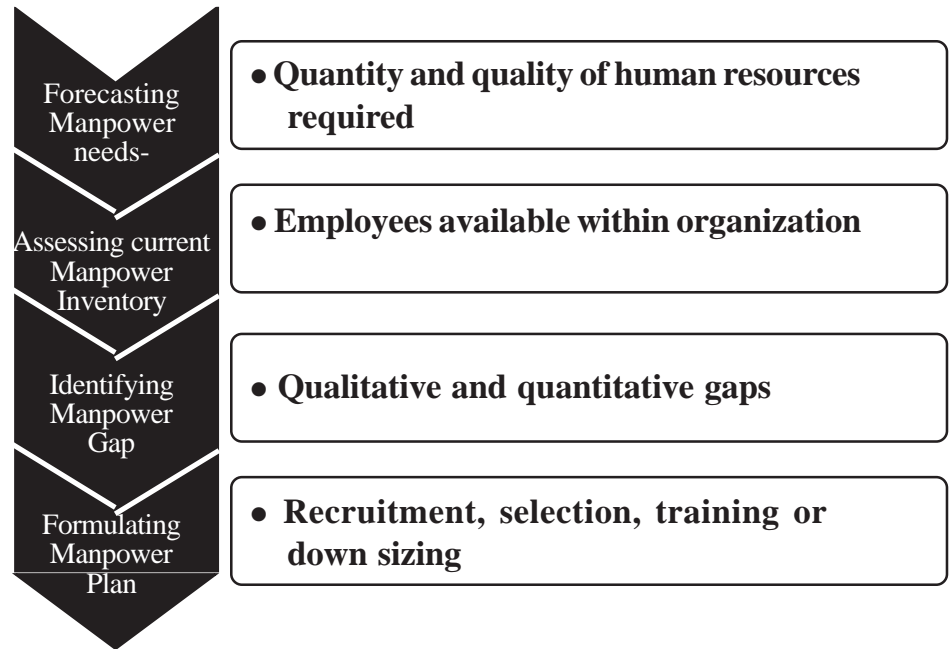 Forecasting
Manpower
needs-
● Quantity and quality of human resources
required
Assessing current
Manpower
Inventory
● Employees available within organization
Identifying
Manpower
Gap
● Qualitative and quantitative gaps
Formulating
Manpower
Plan
● Recruitment, selection, training or
down sizing